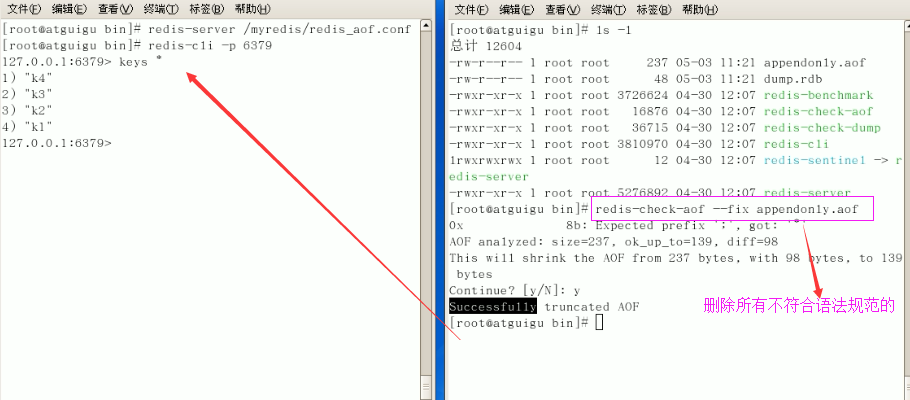 文件(F) 编辑(E) 查看(V) 终端(T) 标签(B) 帮助(H)
[root@atguigu bin]# redis-server /myredis/redis_aof.conf
[root@atguigu bin]# redis-cli -p 6379
127.0.0.1:6379> keys *
1) "k4"
2) "k3"
3) "k2"
4) "k1"
127.0.0.1:6379>
文件(F) 编辑(E) 查看(V) 终端(T) 标签(B) 帮助(H)
[root@atguigu bin]# ls -l
总计 12604
-rw-r--r-- 1 root root 237 05-03 11:21 appendonly.aof
-rw-r--r-- 1 root root 48 05-03 11:21 dump.rdb
-rwxr-xr-x 1 root root 3726624 04-30 12:07 redis-benchmark
-rwxr-xr-x 1 root root 16876 04-30 12:07 redis-check-aof
-rwxr-xr-x 1 root root 36715 04-30 12:07 redis-check-dump
-rwxr-xr-x 1 root root 3810970 04-30 12:07 redis-cli
lrwxrwxrwx 1 root root 12 04-30 12:07 redis-sentinel -> r
edis-server
-rwxr-xr-x 1 root root 5276892 04-30 12:07 redis-server
[root@atguigu bin]# redis-check-aof --fix appendonly.aof
0x 8b: Expected prefix ';', got: '*'
AOF analyzed: size=237, ok_up_to=139, diff=98
This will shrink the AOF from 237 bytes, with 98 bytes, to 139
bytes
Continue? [y/N]: y
Successfully truncated AOF
[root@atguigu bin]#
删除所有不符合语法规范的